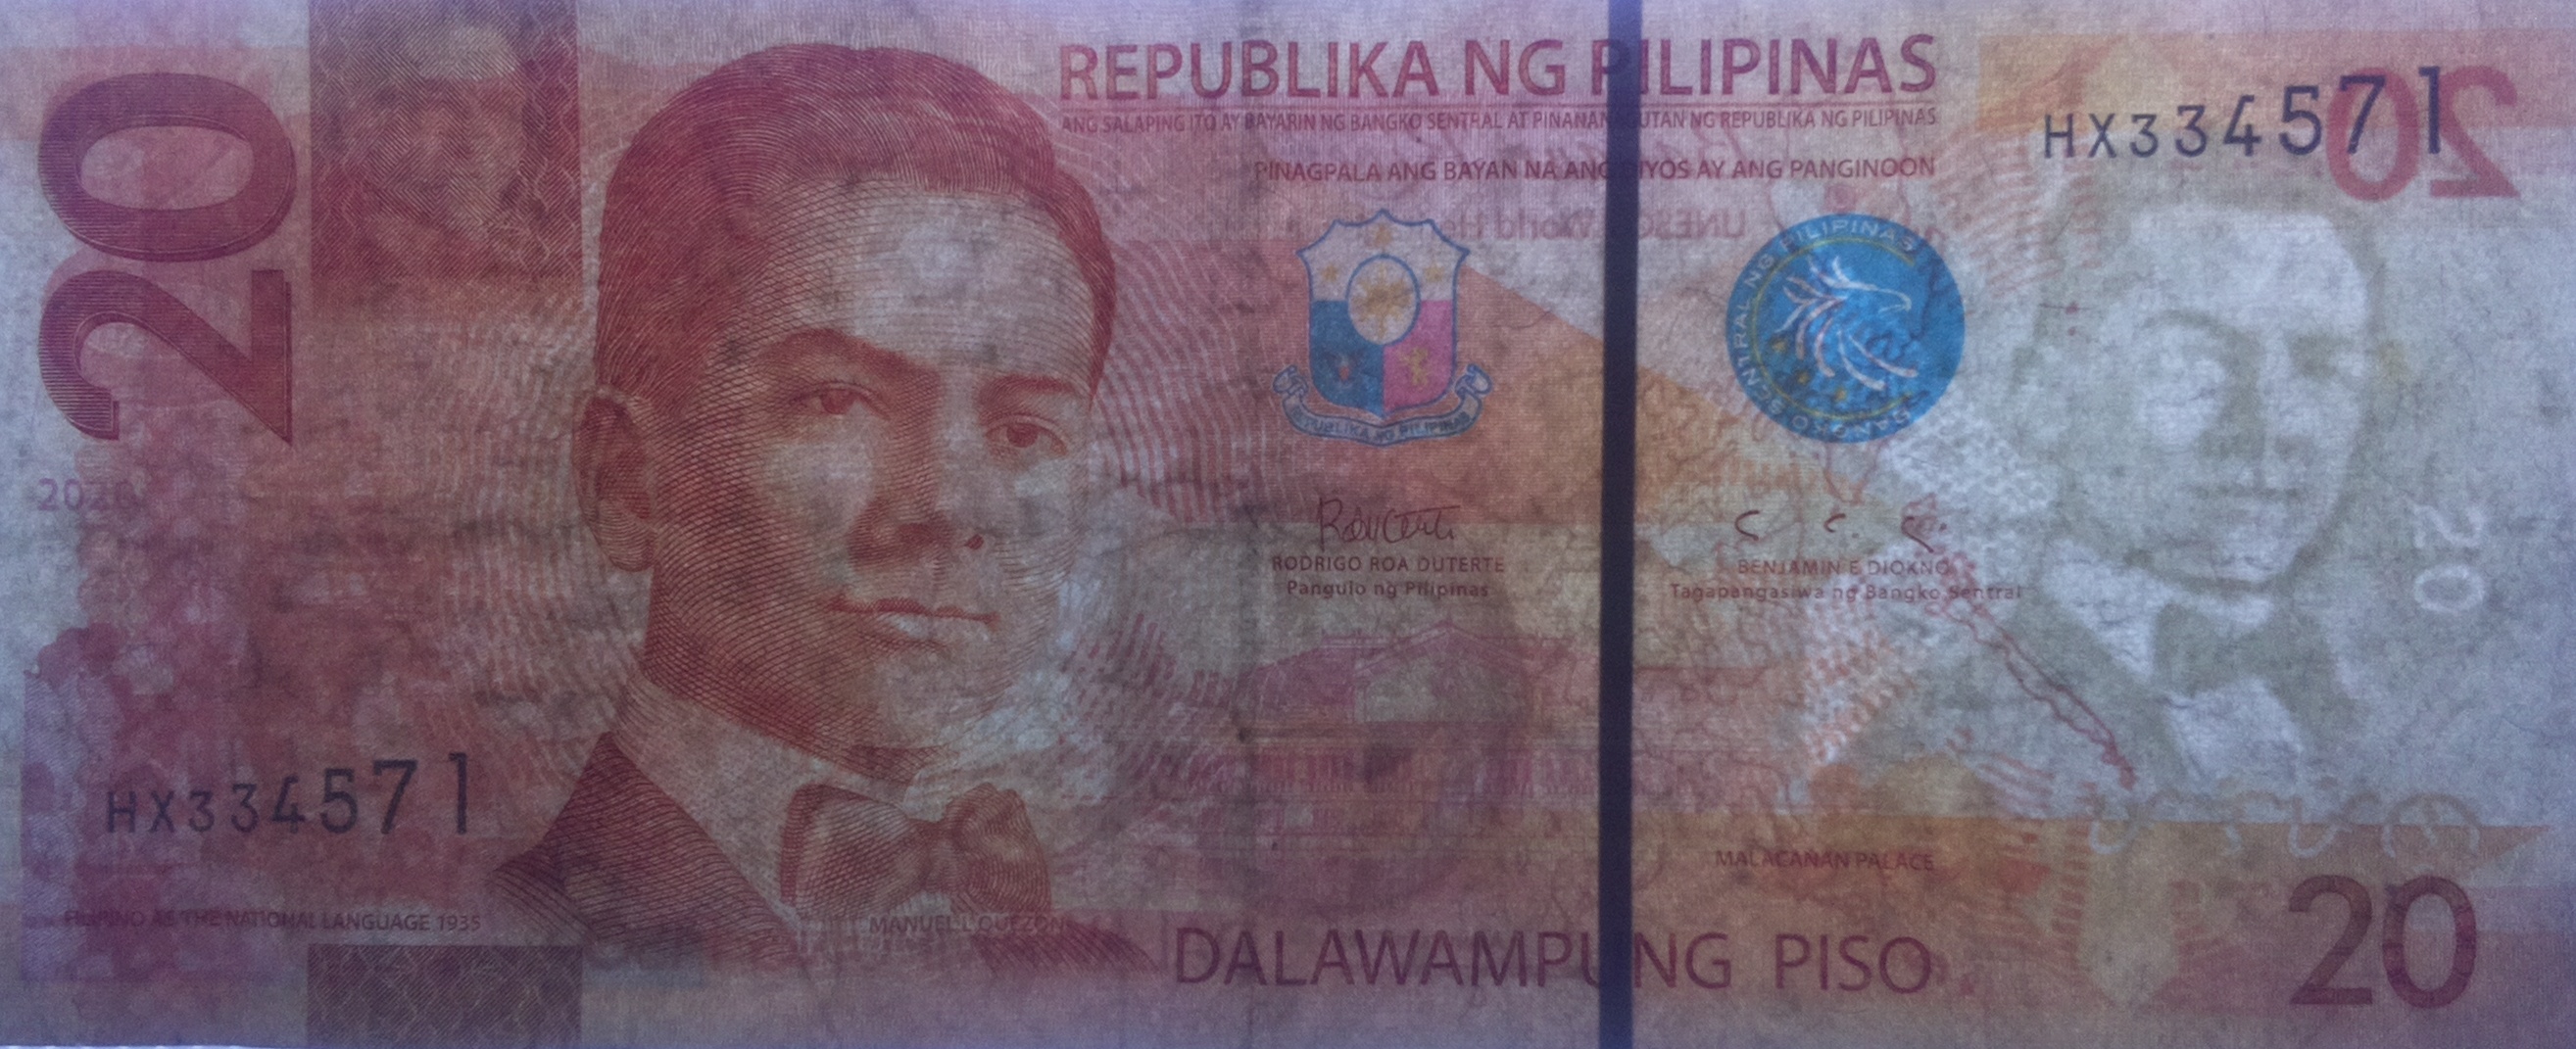 20
REPUBLIKA NG PILIPINAS
ANG SALAPING ITO AY BAYARIN NG BANGKO SENTRAL AT PINANANAGUTAN NG REPUBLIKA NG PILIPINAS
PINAGPALA ANG BAYAN NA ANG DIYOS AY ANG PANGINOON
HX334571
20
UNESCO World He
BANGKO SENTRAL NG PILIPINAS
REPUBLIKA NG PILIPINAS
2020
RODRIGO ROA DUTERTE
Pangulo ng Pilipinas
BENJAMIN E DIOKNO
Tagapangasiwa ng Bangko Sentral
20
HX334571
MALACAÑAN PALACE
FILIPINO AS THE NATIONAL LANGUAGE 1935
MANUEL L QUEZON
DALAWAMPUNG PISO
20